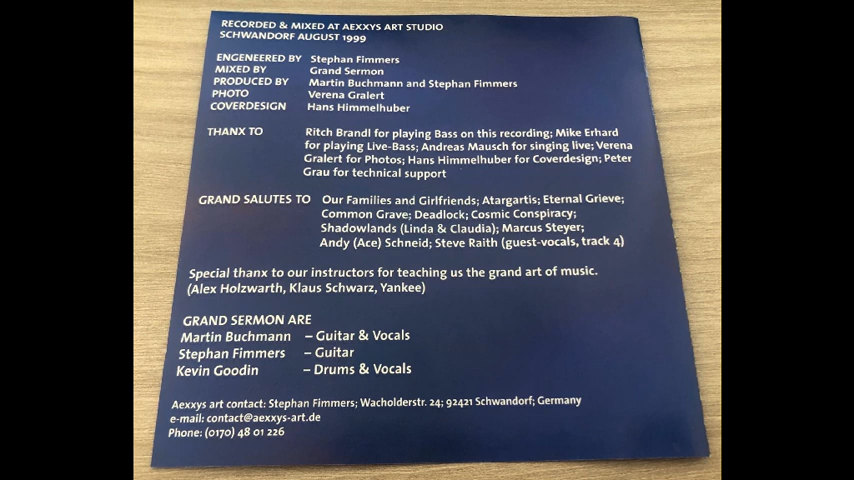 RECORDED & MIXED AT AEXXYS ART STUDIO
SCHWANDORF AUGUST 1999
ENGENEERED BY Stephan Fimmers
MIXED BY Grand Sermon
PRODUCED BY Martin Buchmann and Stephan Fimmers
PHOTO Verena Gralert
COVERDESIGN Hans Himmelhuber
THANX TO Ritch Brandl for playing Bass on this recording; Mike Erhard
for playing Live-Bass; Andreas Mausch for singing live; Verena
Gralert for Photos; Hans Himmelhuber for Coverdesign; Peter
Grau for technical support
GRAND SALUTES TO Our Families and Girlfriends; Atargartis; Eternal Grieve;
Common Grave; Deadlock; Cosmic Conspiracy;
Shadowlands (Linda & Claudia); Marcus Steyer;
Andy (Ace) Schneid; Steve Raith (guest-vocals, track 4)
Special thanx to our instructors for teaching us the grand art of music.
(Alex Holzwarth, Klaus Schwarz, Yankee)
GRAND SERMON ARE
Martin Buchmann – Guitar & Vocals
Stephan Fimmers – Guitar
Kevin Goodin – Drums & Vocals
Aexxys art contact: Stephan Fimmers; Wacholderstr. 24; 92421 Schwandorf; Germany
e-mail: contact@aexxys-art.de
Phone: (0170) 48 01 226